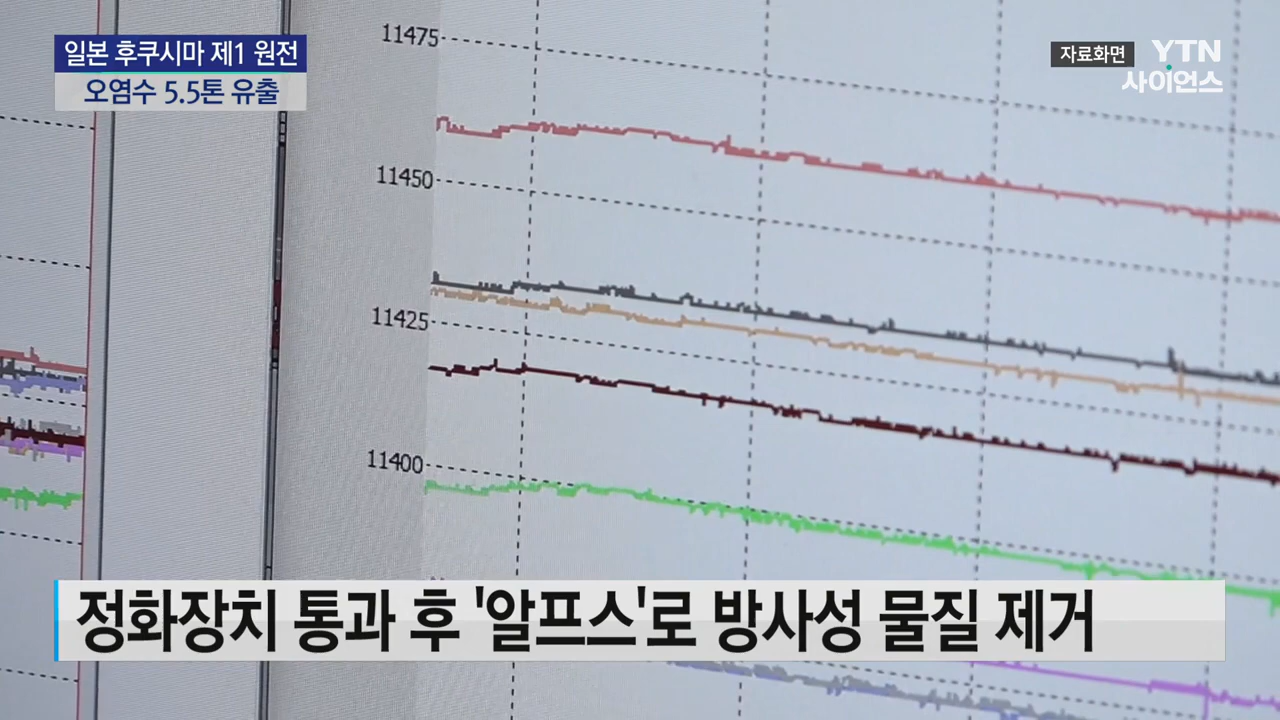 일본 후쿠시마 제1 원전
오염수 5.5톤 유출
자료화면
YTN
사이언스
11475
11450
11425
11400
정화장치 통과 후 '알프스'로 방사성 물질 제거